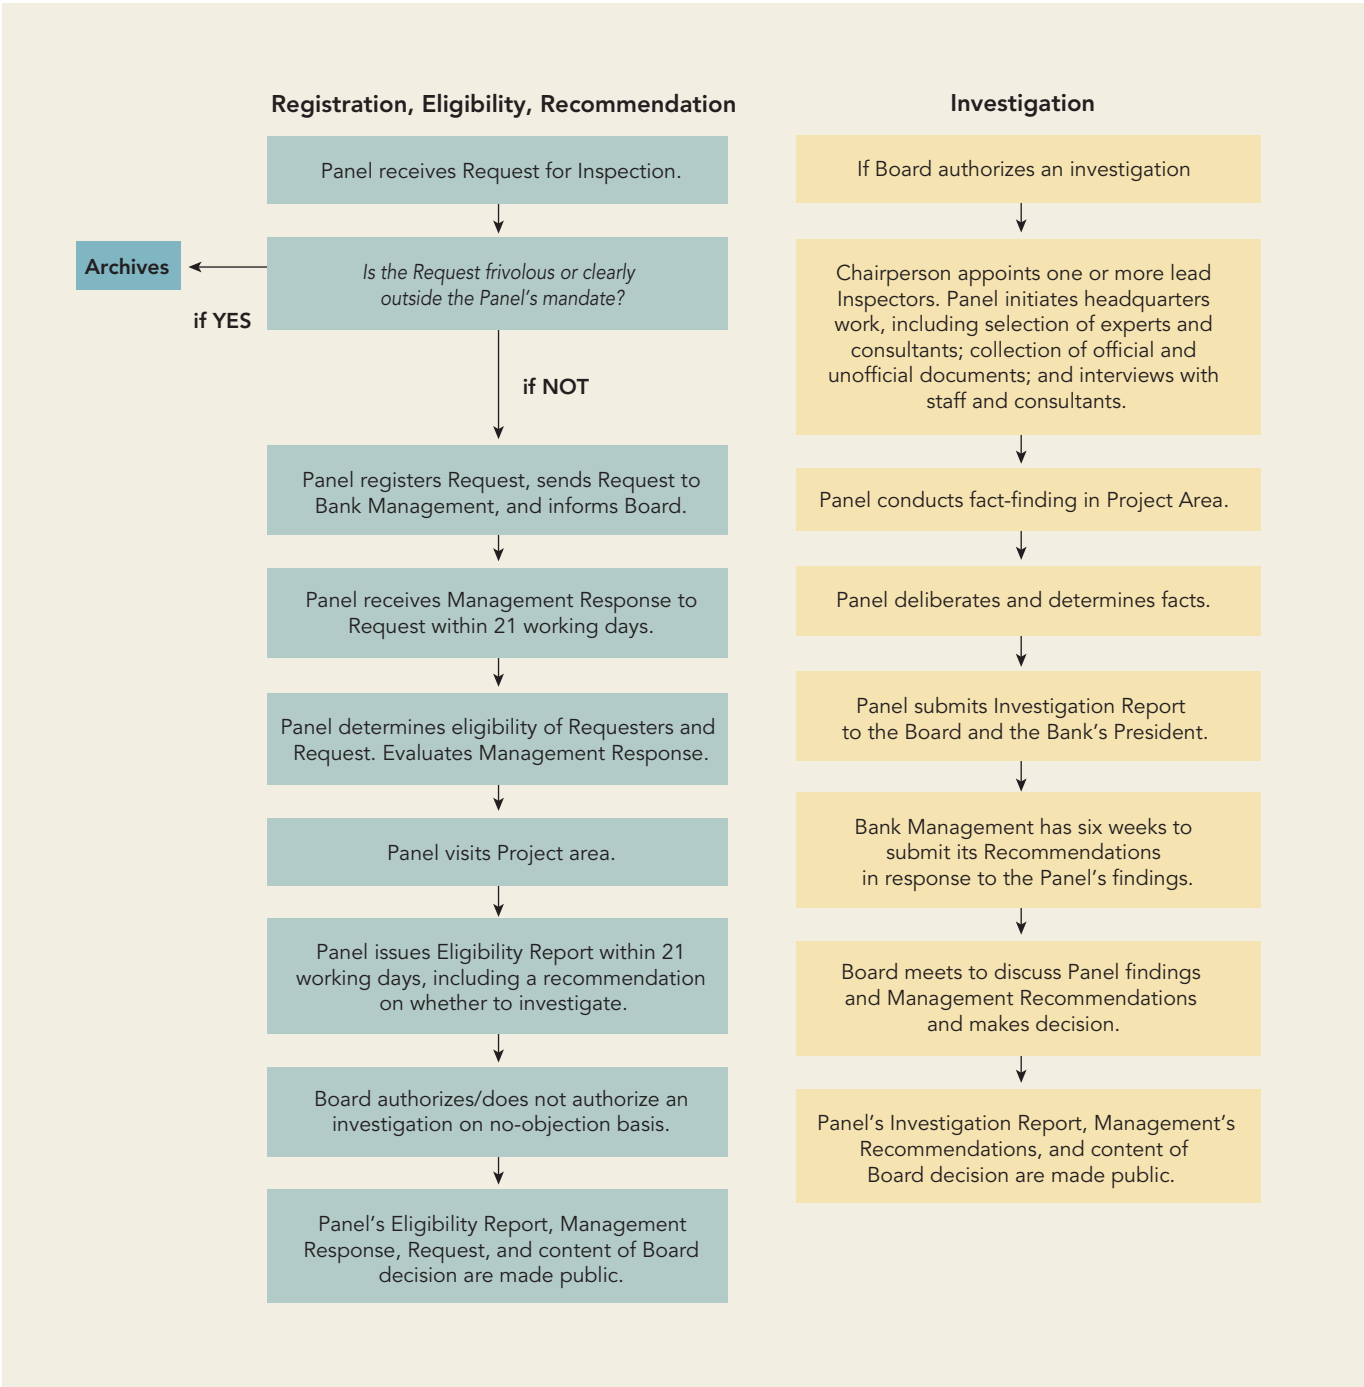 Registration, Eligibility, Recommendation
Panel receives Request for Inspection.
Archives
if YES
Is the Request frivolous or clearly
outside the Panel's mandate?
if NOT
Panel registers Request, sends Request to
Bank Management, and informs Board.
Panel receives Management Response to
Request within 21 working days.
Panel determines eligibility of Requesters and
Request. Evaluates Management Response.
Panel visits Project area.
Panel issues Eligibility Report within 21
working days, including a recommendation
on whether to investigate.
Board authorizes/does not authorize an
investigation on no-objection basis.
Panel's Eligibility Report, Management
Response, Request, and content of Board
decision are made public.
Investigation
If Board authorizes an investigation
Chairperson appoints one or more lead
Inspectors. Panel initiates headquarters
work, including selection of experts and
consultants; collection of official and
unofficial documents; and interviews with
staff and consultants.
Panel conducts fact-finding in Project Area.
Panel deliberates and determines facts.
Panel submits Investigation Report
to the Board and the Bank's President.
Bank Management has six weeks to
submit its Recommendations
in response to the Panel's findings.
Board meets to discuss Panel findings
and Management Recommendations
and makes decision.
Panel's Investigation Report, Management's
Recommendations, and content of
Board decision are made public.